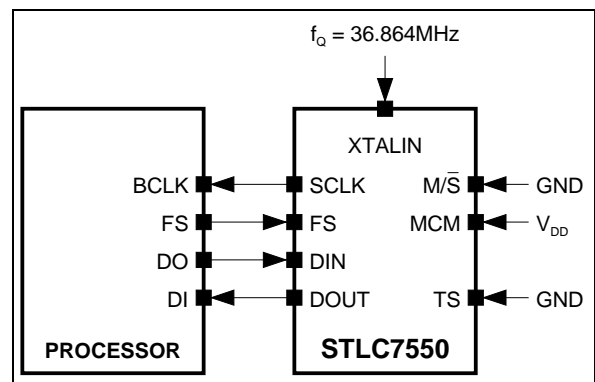 f_Q = 36.864MHz
XTALIN
BCLK SCLK M/S̅ GND
FS FS MCM V_DD
DO DIN
DI DOUT TS GND
PROCESSOR STLC7550